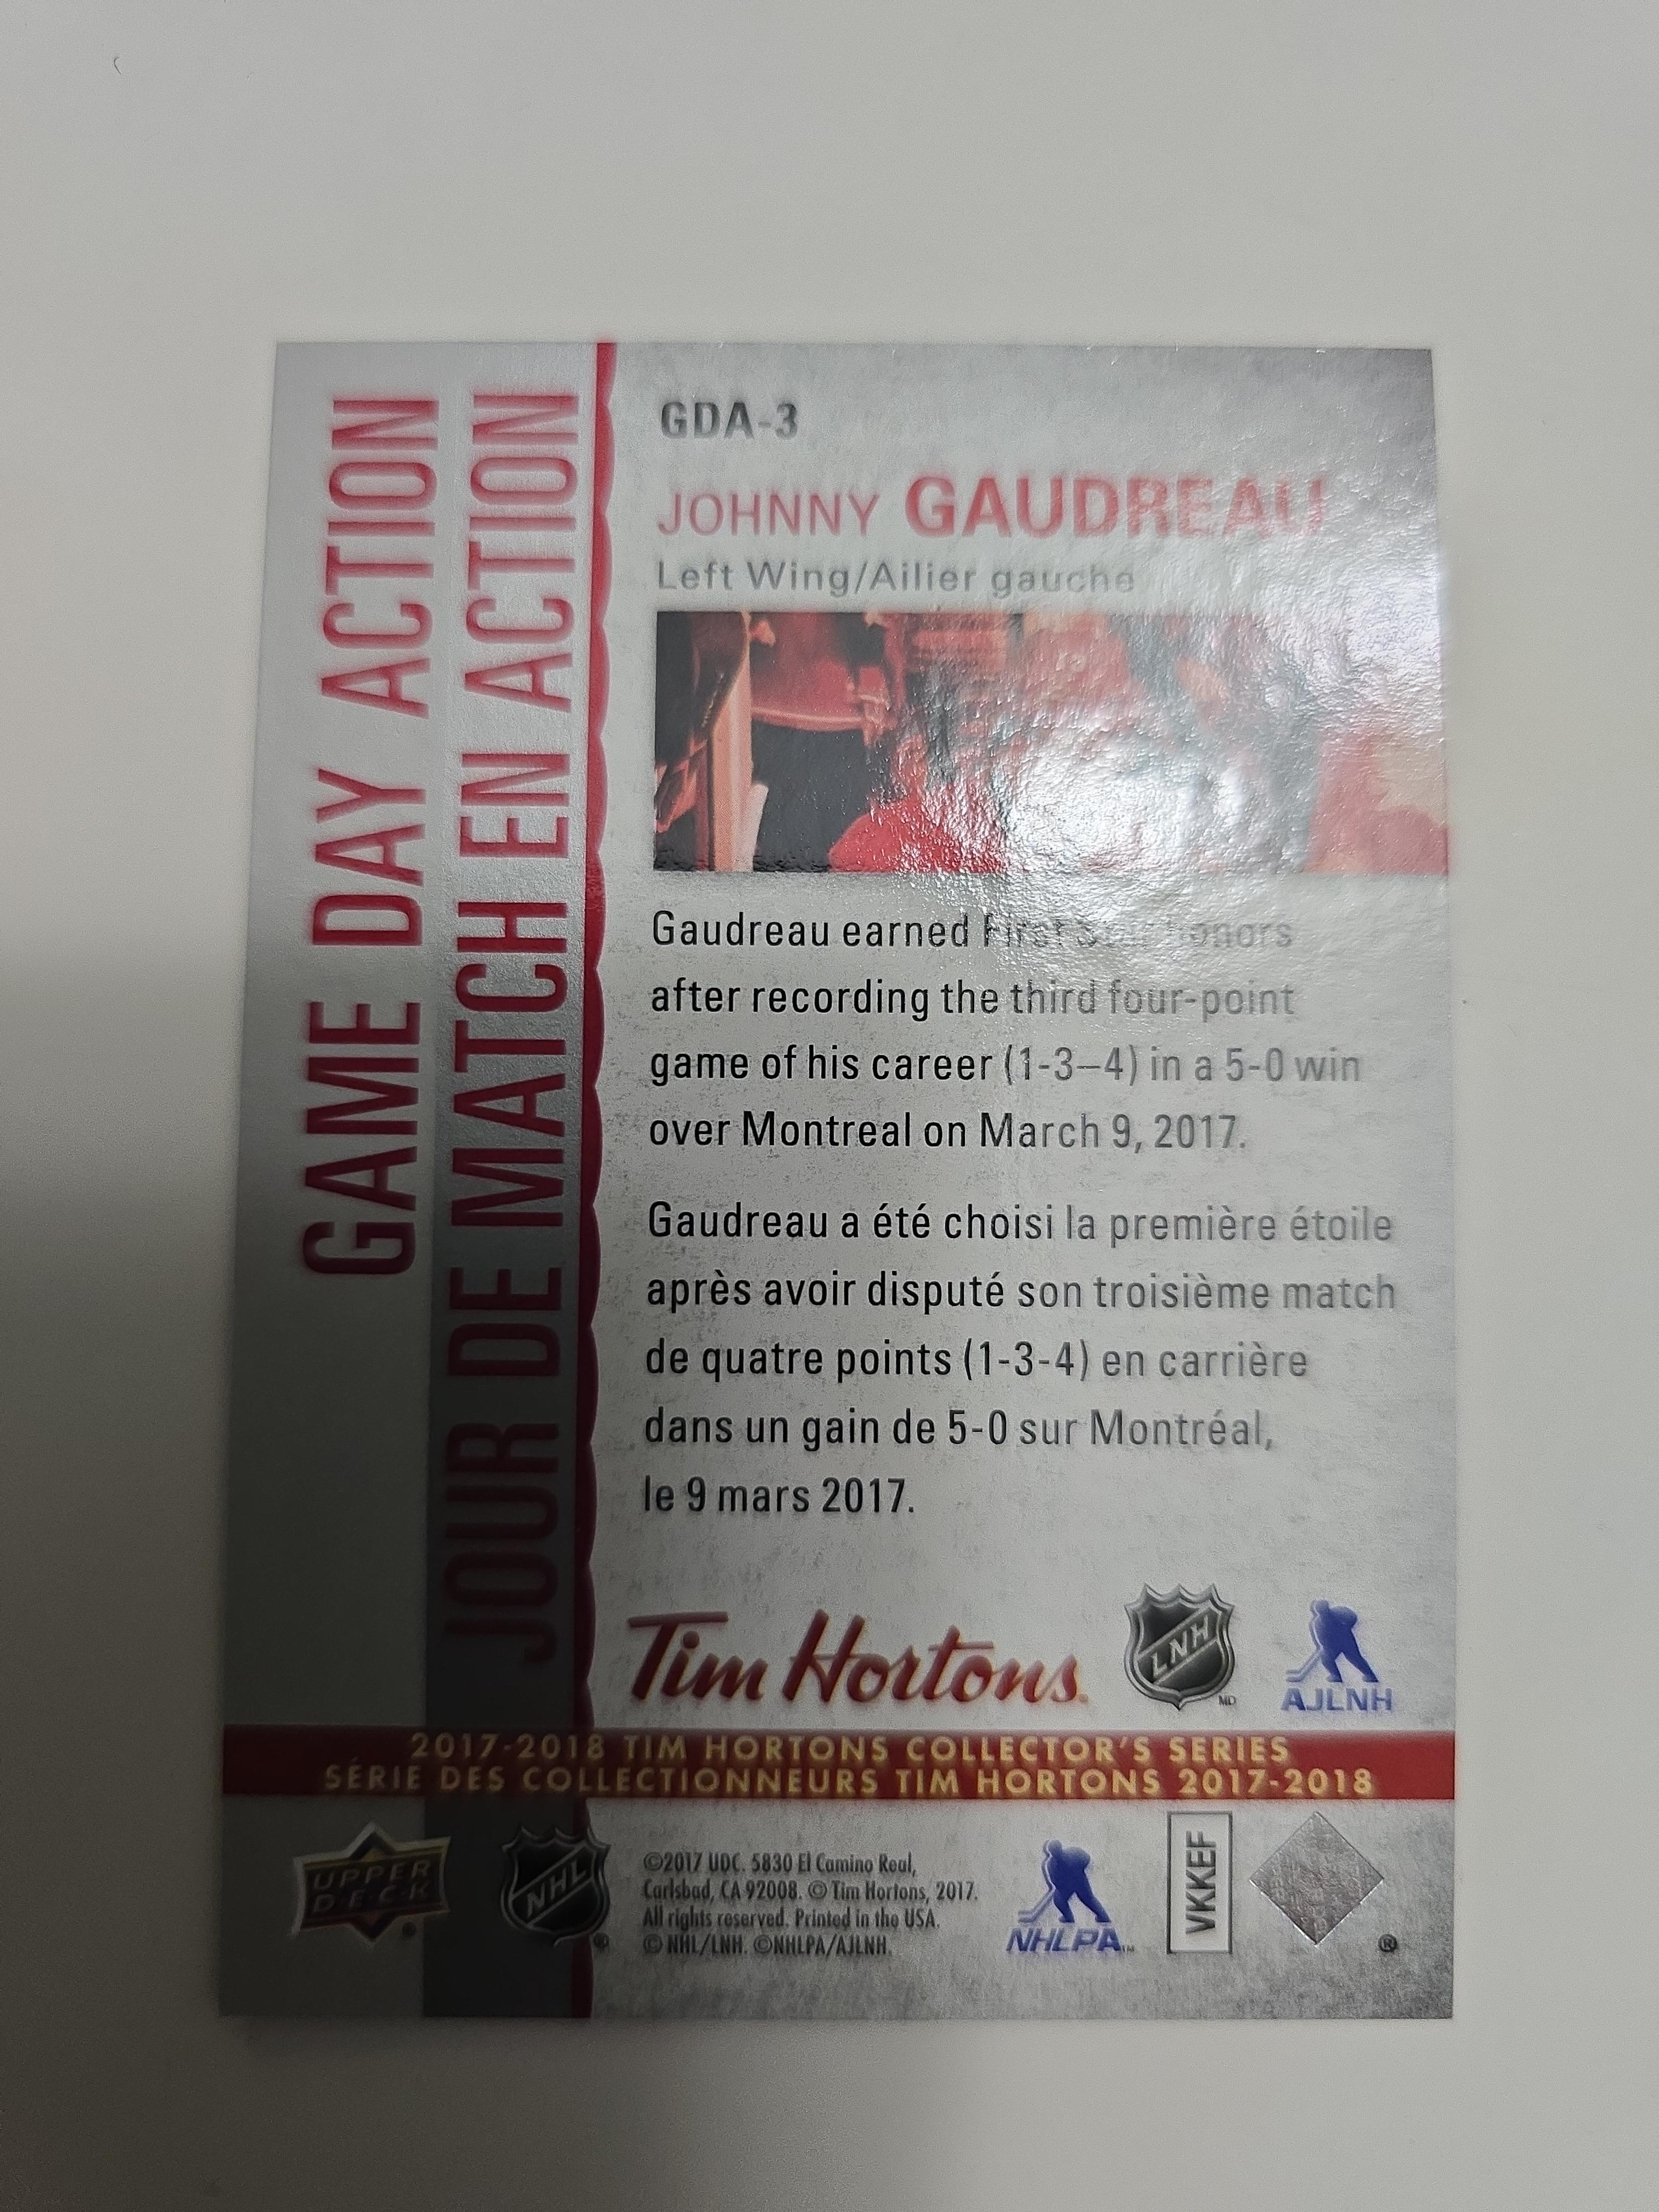 GAME DAY ACTION
JOUR DE MATCH EN ACTION
GDA-3
JOHNNY GAUDREAU
Left Wing/Ailier gauche
Gaudreau earned First Star honors
after recording the third four-point
game of his career (1-3–4) in a 5-0 win
over Montreal on March 9, 2017.
Gaudreau a été choisi la première étoile
après avoir disputé son troisième match
de quatre points (1-3-4) en carrière
dans un gain de 5-0 sur Montréal,
le 9 mars 2017.
Tim Hortons.
LNH
MD
AJLNH
2017-2018 TIM HORTONS COLLECTOR'S SERIES
SÉRIE DES COLLECTIONNEURS TIM HORTONS 2017-2018
UPPER
DECK
®
NHL
®
©2017 UDC. 5830 El Camino Real,
Carlsbad, CA 92008. © Tim Hortons, 2017.
All rights reserved. Printed in the USA.
© NHL/LNH. ©NHLPA/AJLNH.
NHLPA™
VKKEF
®